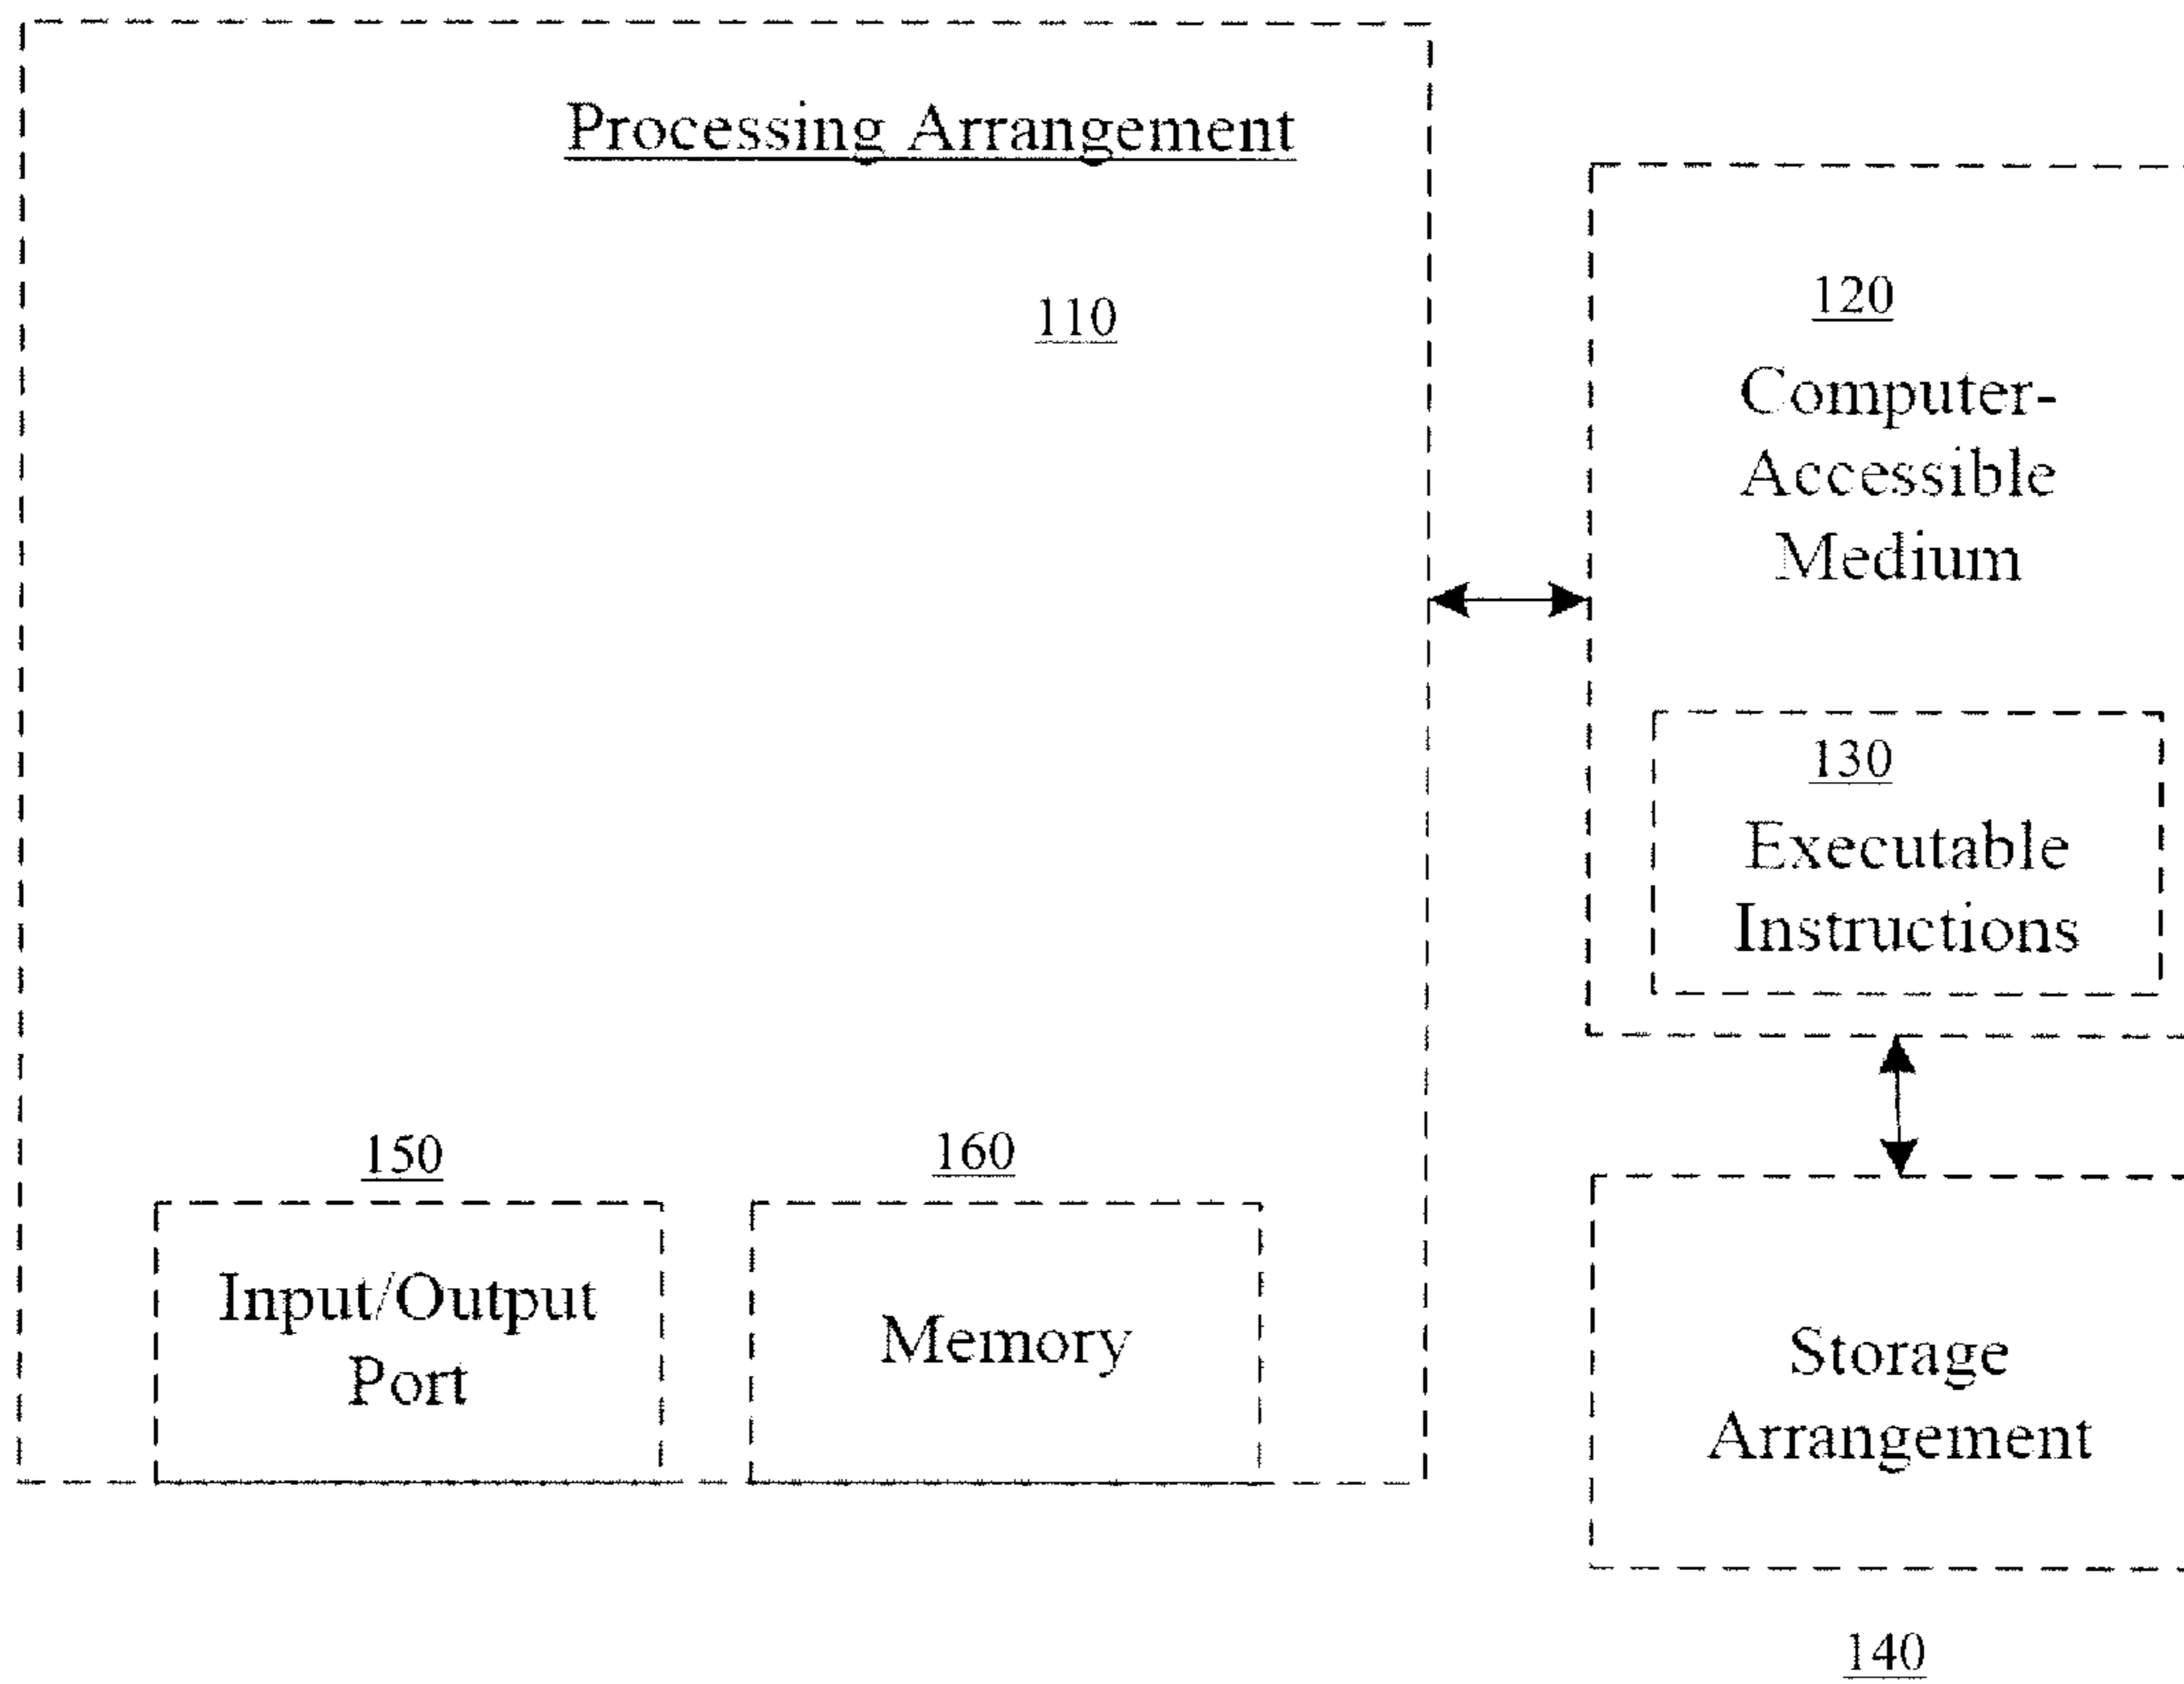 Processing Arrangement
110
120
Computer-
Accessible
Medium
130
Executable
Instructions
150
Input/Output
Port
160
Memory
Storage
Arrangement
140